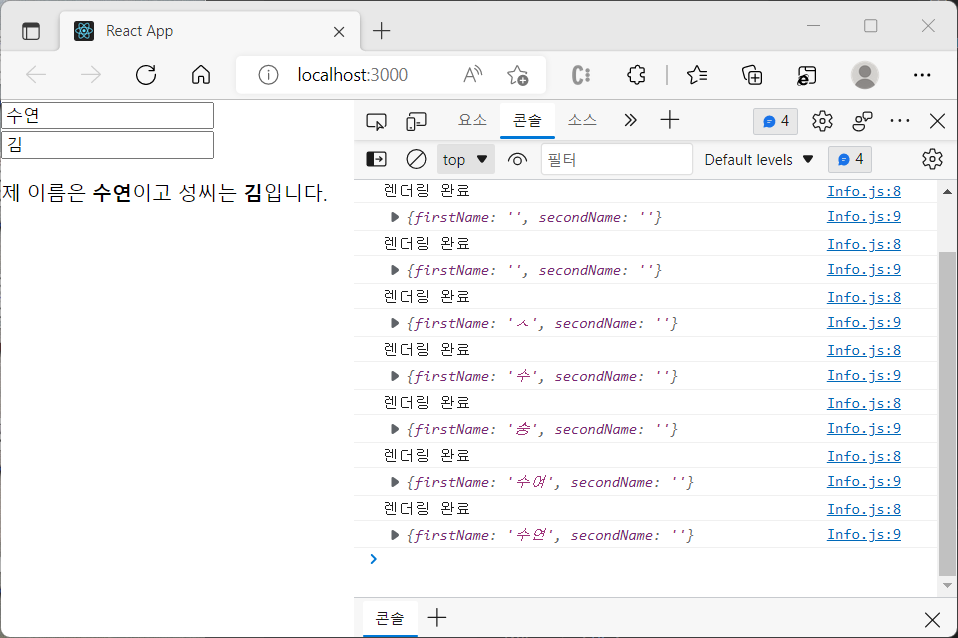 React App
localhost:3000
수연
김
제 이름은 수연이고 성씨는 김입니다.
요소 콘솔 소스 4
top 필터 Default levels 4
렌더링 완료 Info.js:8
{firstName: '', secondName: ''} Info.js:9
렌더링 완료 Info.js:8
{firstName: '', secondName: ''} Info.js:9
렌더링 완료 Info.js:8
{firstName: 'ㅅ', secondName: ''} Info.js:9
렌더링 완료 Info.js:8
{firstName: '수', secondName: ''} Info.js:9
렌더링 완료 Info.js:8
{firstName: '숭', secondName: ''} Info.js:9
렌더링 완료 Info.js:8
{firstName: '수여', secondName: ''} Info.js:9
렌더링 완료 Info.js:8
{firstName: '수연', secondName: ''} Info.js:9
콘솔